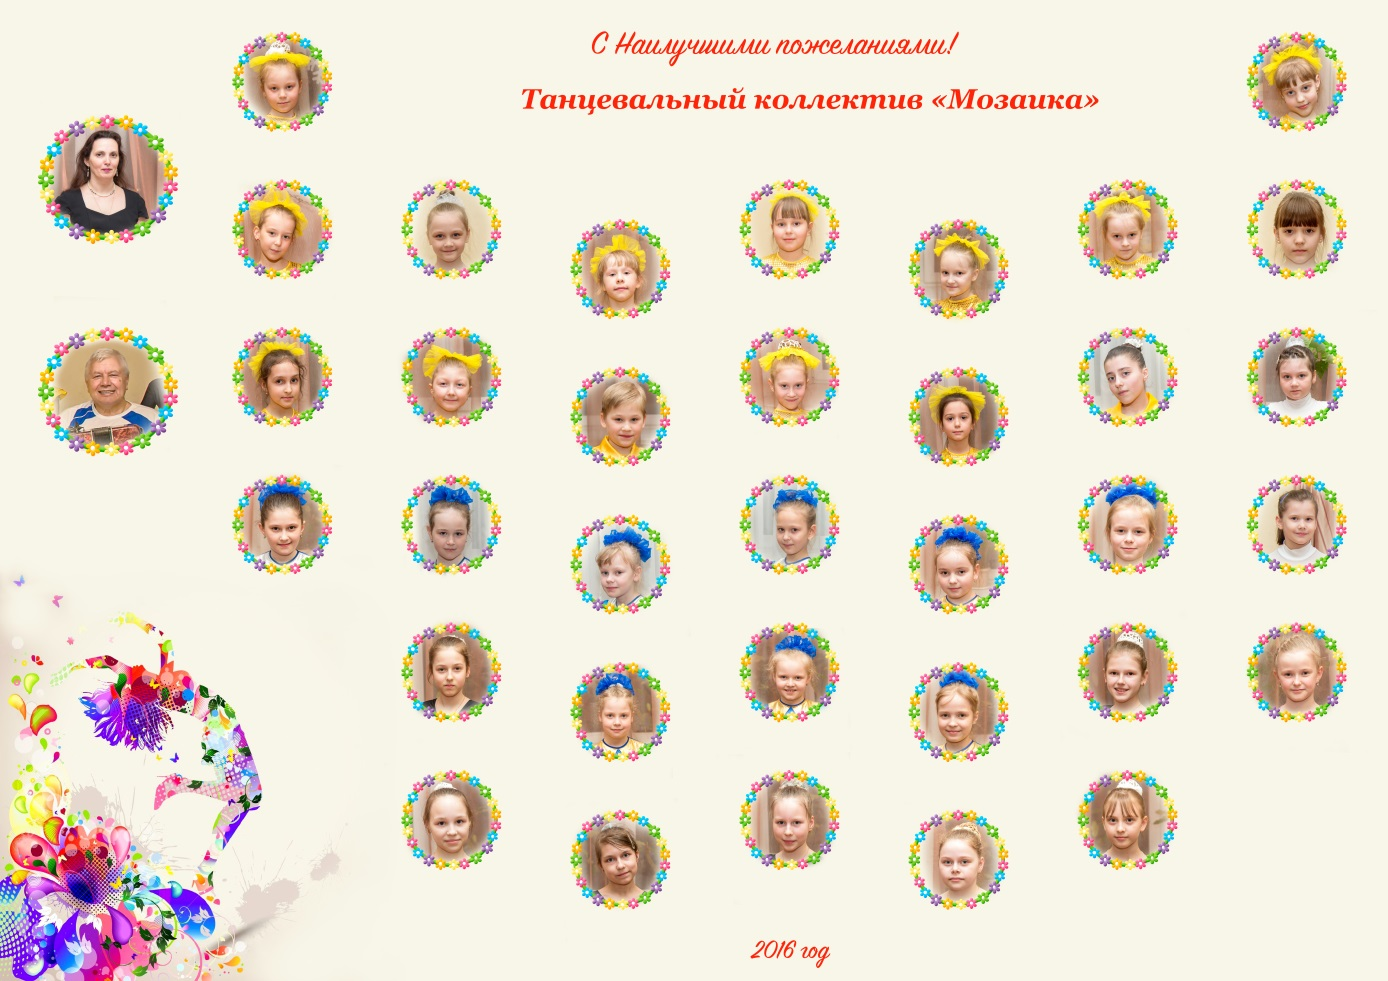 С Наилучшими пожеланиями!
Танцевальный коллектив «Мозаика»
2016 год